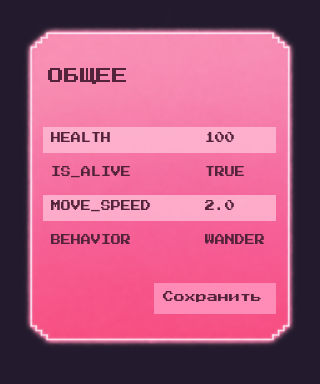 ОБЩЕЕ
HEALTH 100
IS_ALIVE TRUE
MOVE_SPEED 2.0
BEHAVIOR WANDER
Сохранить